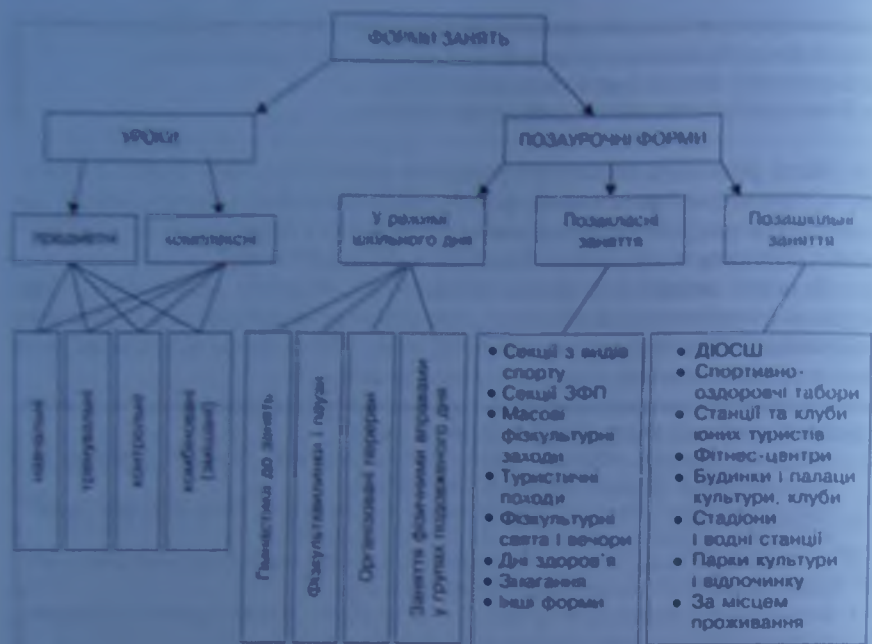 ФОРМИ ЗАНЯТЬ
УРОКИ
ПОЗАУРОЧНІ ФОРМИ
предметні
комплексні
У режимі
шкільного дня
Позакласні
заняття
Позашкільні
заняття
навчальні
тренувальні
контрольні
комбіновані
(змішані)
Гімнастика до занять
Фізкультхвилинки і паузи
Організовані перерви
Заняття фізичними вправами
у групах подовженого дня
• Секції з видів
спорту
• Секції ЗФП
• Масові
фізкультурні
заходи
• Туристичні
походи
• Фізкультурні
свята і вечори
• Дні здоров'я
• Змагання
• Інші форми
• ДЮСШ
• Спортивно-
оздоровчі табори
• Станції та клуби
юних туристів
• Фітнес-центри
• Будинки і палаци
культури, клуби
• Стадіони
і водні станції
• Парки культури
і відпочинку
• За місцем
проживання